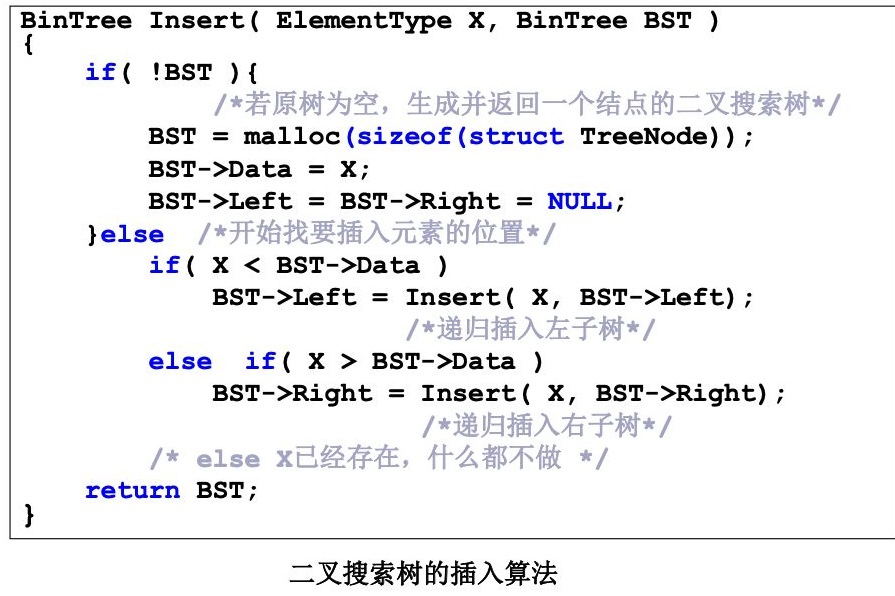 BinTree Insert( ElementType X, BinTree BST )
{
    if( !BST ){
            /*若原树为空，生成并返回一个结点的二叉搜索树*/
        BST = malloc(sizeof(struct TreeNode));
        BST->Data = X;
        BST->Left = BST->Right = NULL;
    }else  /*开始找要插入元素的位置*/
        if( X < BST->Data )
            BST->Left = Insert( X, BST->Left);
                        /*递归插入左子树*/
        else  if( X > BST->Data )
            BST->Right = Insert( X, BST->Right);
                         /*递归插入右子树*/
        /* else X已经存在，什么都不做 */
    return BST;
}
二叉搜索树的插入算法